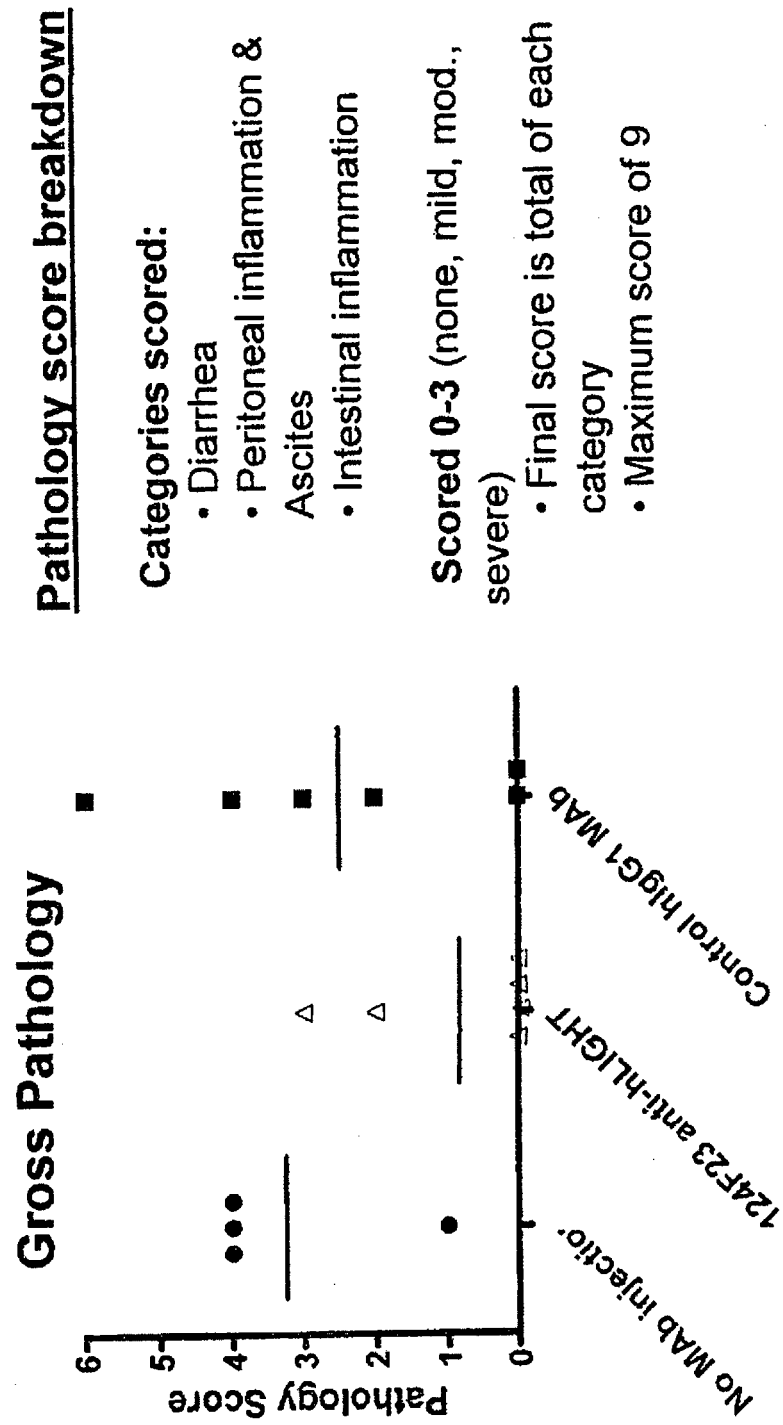 Gross Pathology
Pathology Score
6
5
4
3
2
1
0
No MAb injectio
124F23 anti-hLIGHT
Control hIgG1 MAb
Pathology score breakdown
Categories scored:
• Diarrhea
• Peritoneal inflammation &
Ascites
• Intestinal inflammation
Scored 0-3 (none, mild, mod.,
severe)
• Final score is total of each
category
• Maximum score of 9